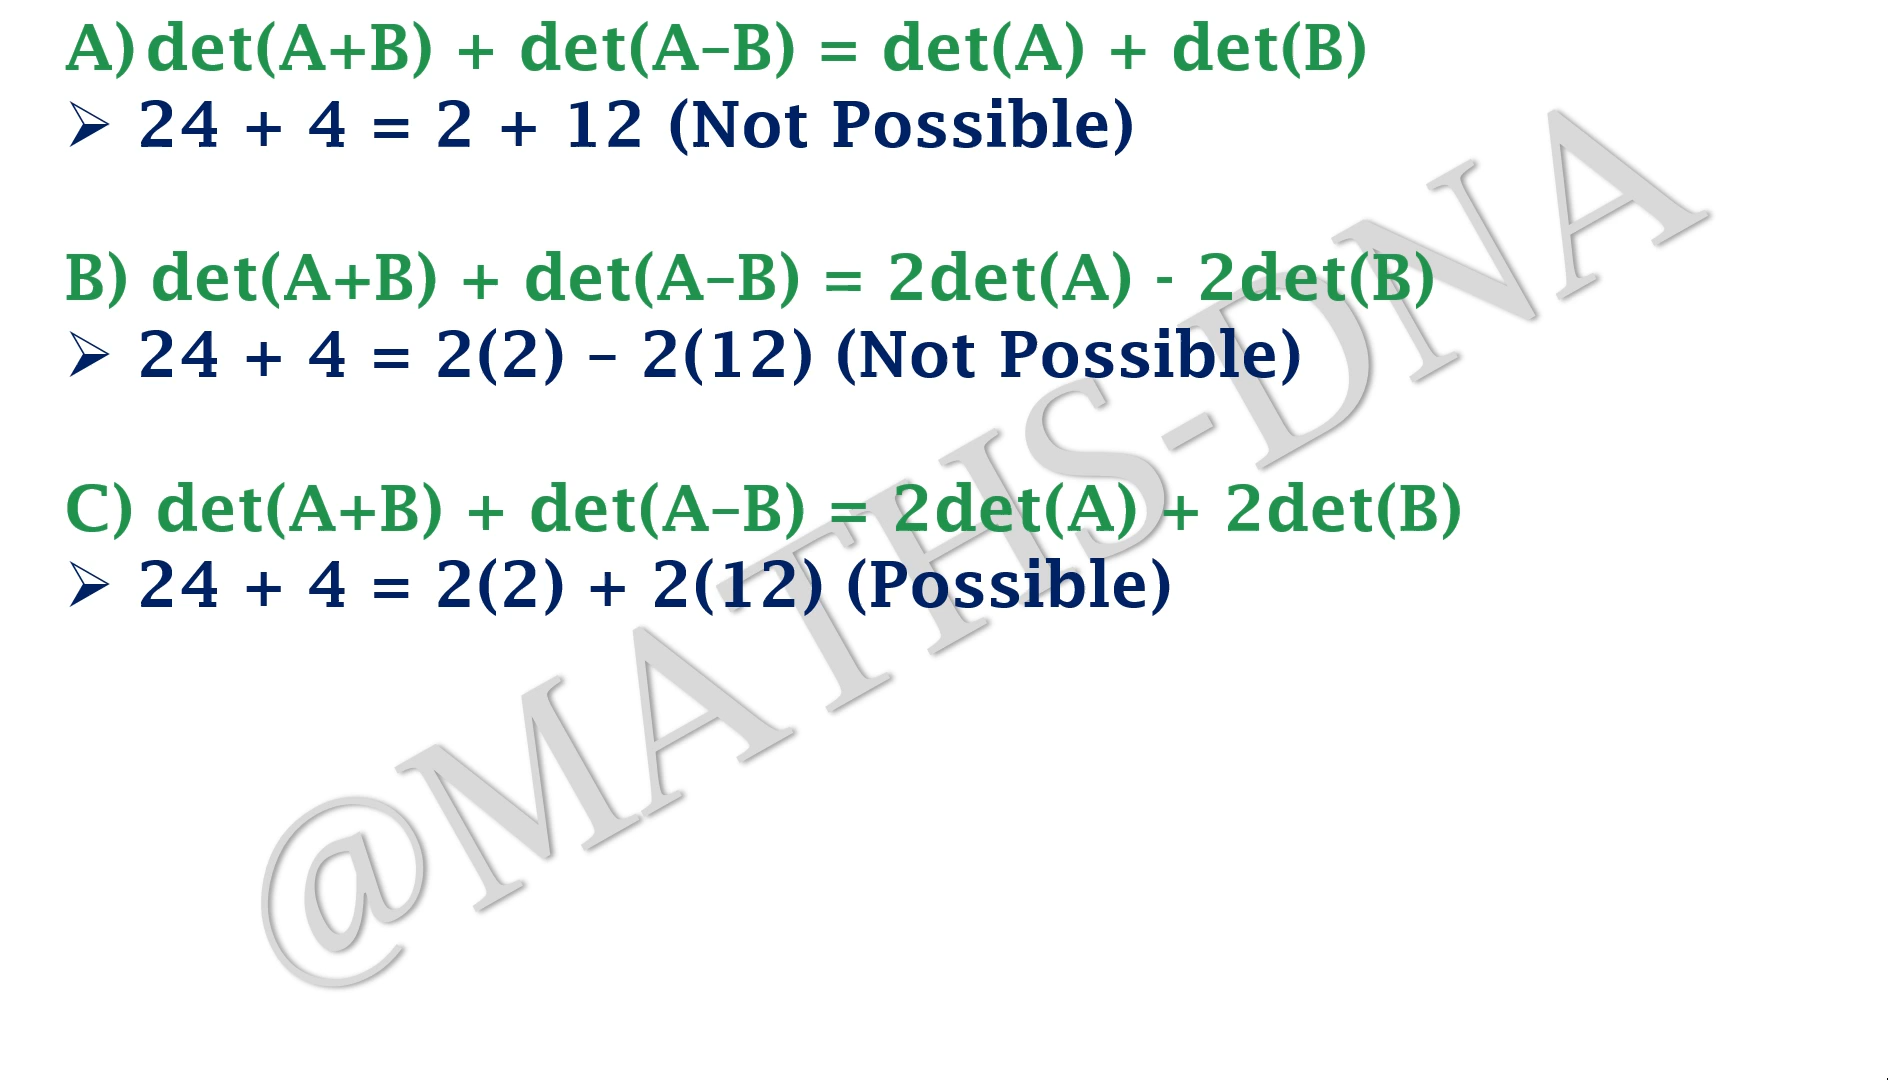 A) det(A+B) + det(A–B) = det(A) + det(B)
➢ 24 + 4 = 2 + 12 (Not Possible)
B) det(A+B) + det(A–B) = 2det(A) - 2det(B)
➢ 24 + 4 = 2(2) – 2(12) (Not Possible)
C) det(A+B) + det(A–B) = 2det(A) + 2det(B)
➢ 24 + 4 = 2(2) + 2(12) (Possible)
@MATHS-DNA